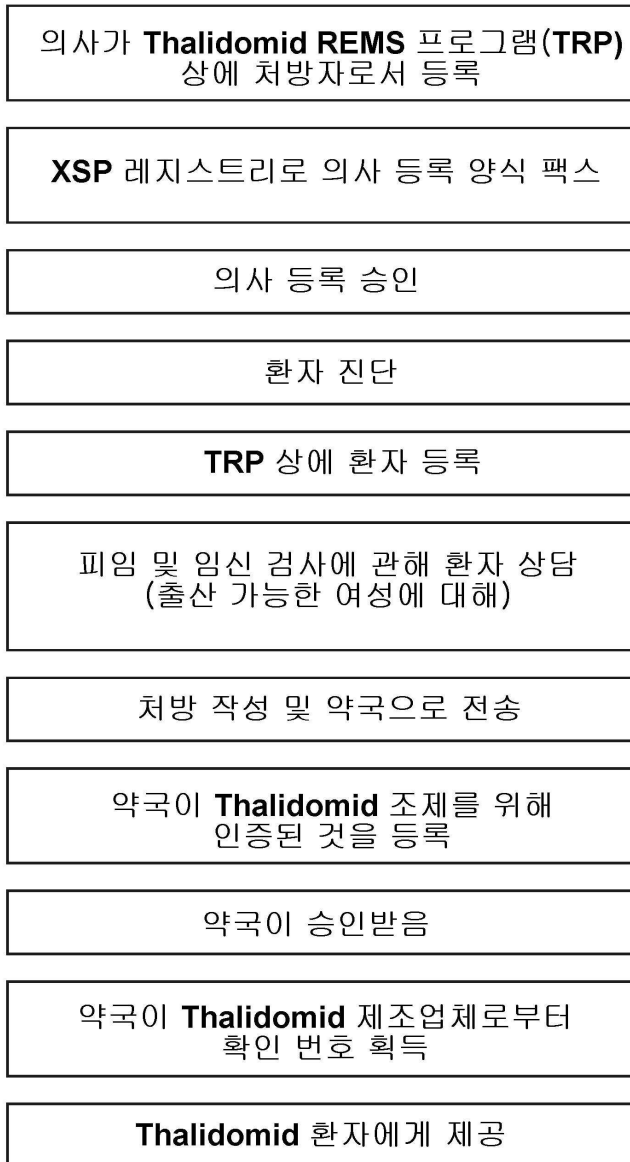 의사가 Thalidomid REMS 프로그램(TRP)
상에 처방자로서 등록
XSP 레지스트리로 의사 등록 양식 팩스
의사 등록 승인
환자 진단
TRP 상에 환자 등록
피임 및 임신 검사에 관해 환자 상담
(출산 가능한 여성에 대해)
처방 작성 및 약국으로 전송
약국이 Thalidomid 조제를 위해
인증된 것을 등록
약국이 승인받음
약국이 Thalidomid 제조업체로부터
확인 번호 획득
Thalidomid 환자에게 제공